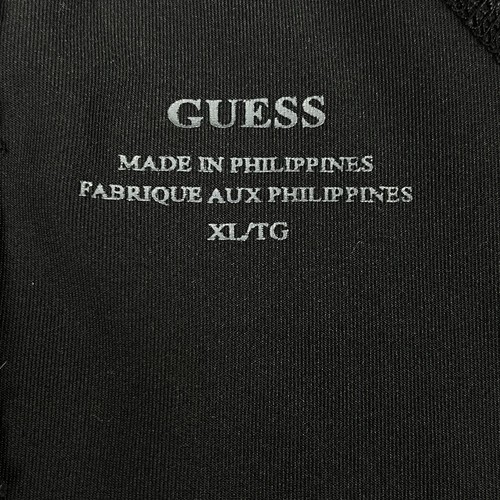 GUESS
MADE IN PHILIPPINES
FABRIQUE AUX PHILIPPINES
XL/TG